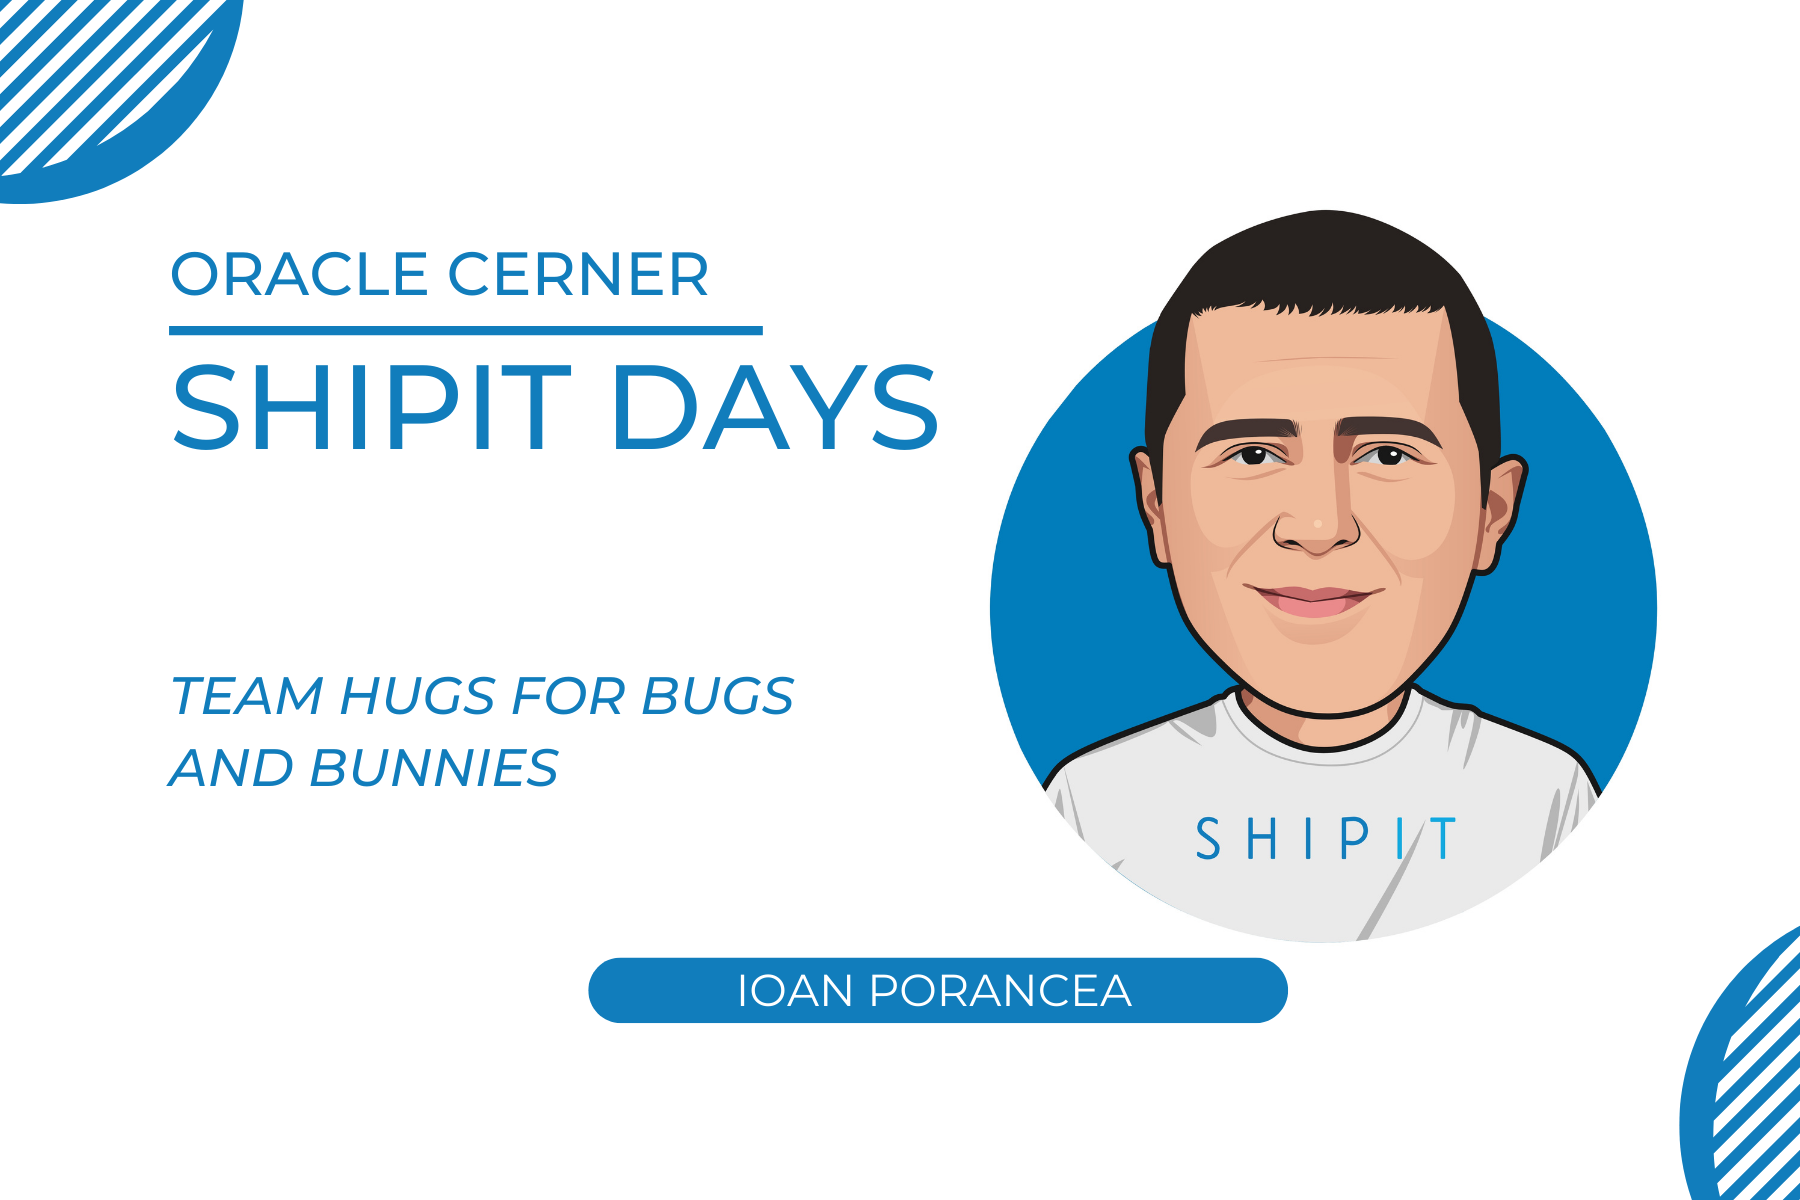 ORACLE CERNER
SHIPIT DAYS
TEAM HUGS FOR BUGS
AND BUNNIES
SHIPIT
IOAN PORANCEA